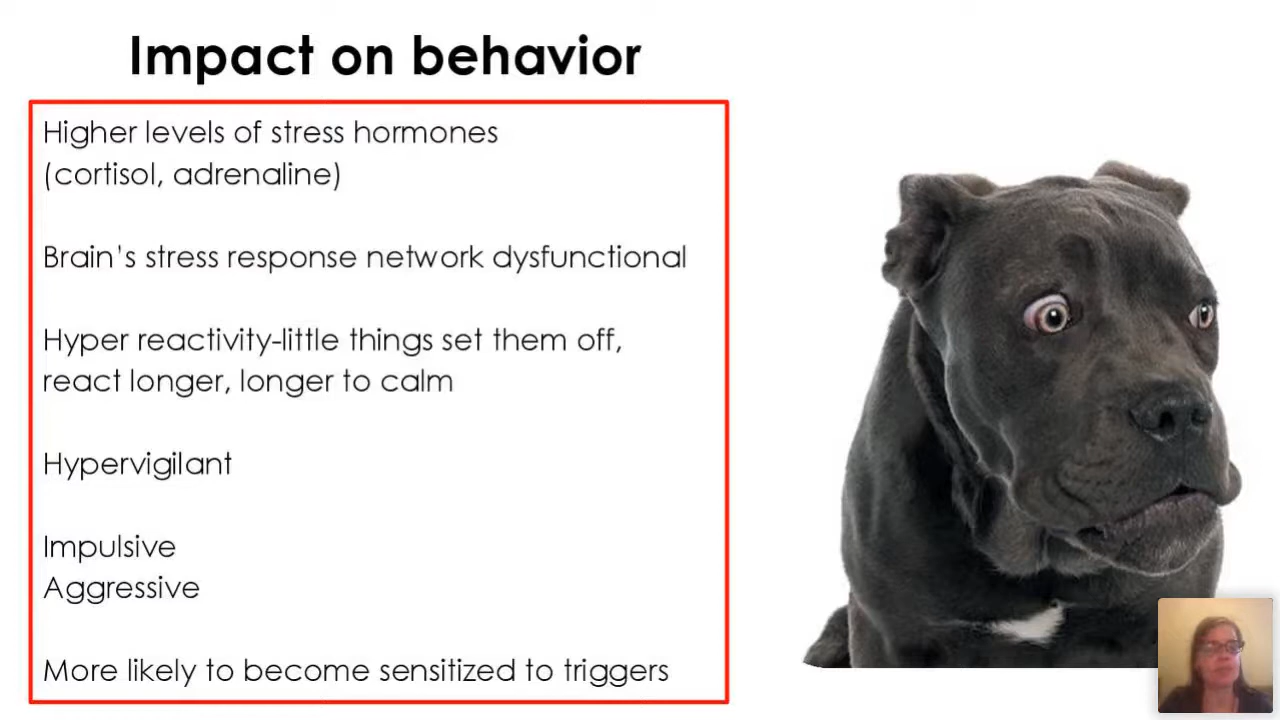 Impact on behavior
Higher levels of stress hormones
(cortisol, adrenaline)
Brain's stress response network dysfunctional
Hyper reactivity-little things set them off,
react longer, longer to calm
Hypervigilant
Impulsive
Aggressive
More likely to become sensitized to triggers